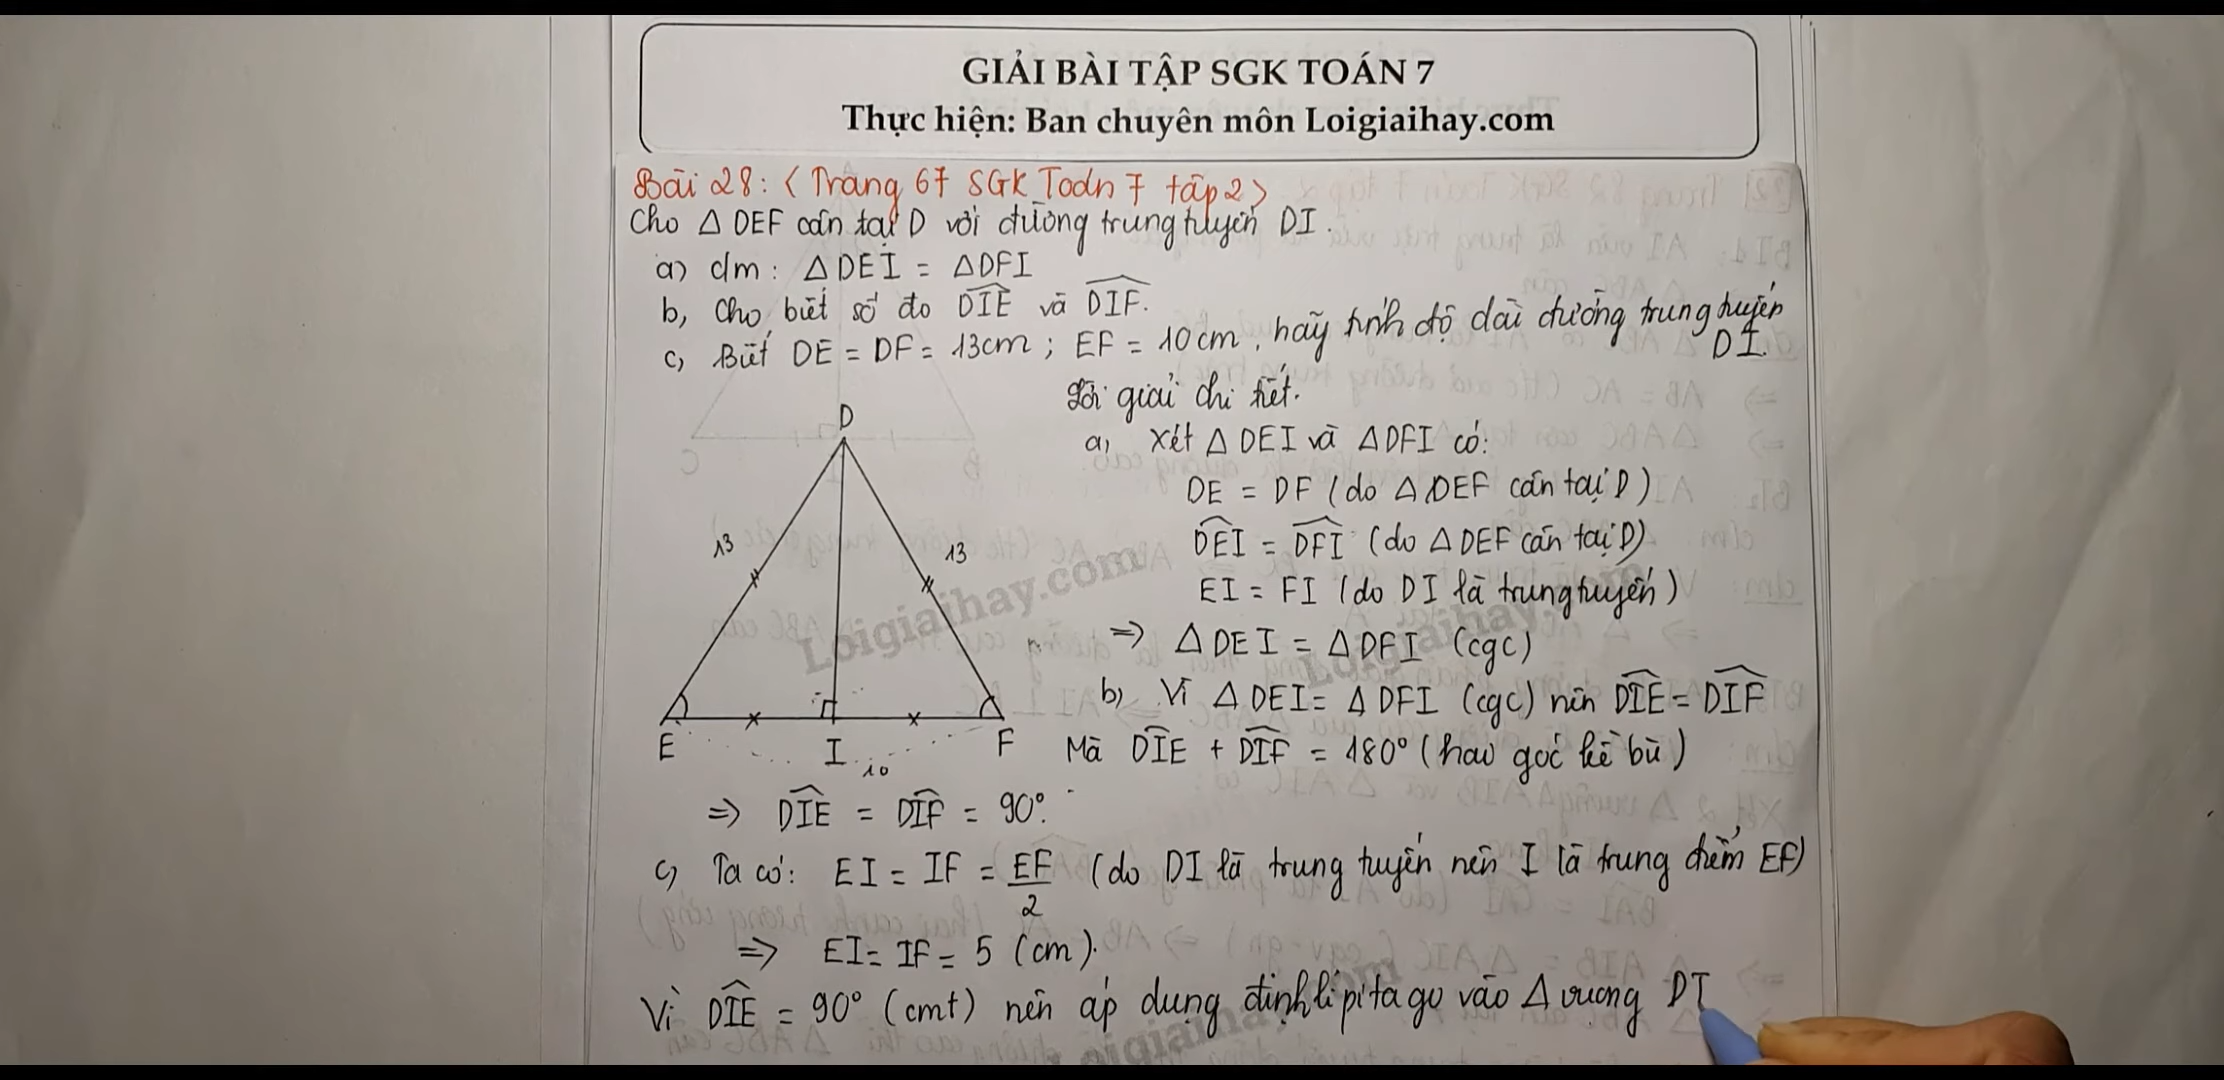 GIẢI BÀI TẬP SGK TOÁN 7
Thực hiện: Ban chuyên môn Loigiaihay.com
Bài 28: (Trang 67 SGK Toán 7 tập 2)
Cho Δ DEF cân tại D với đường trung tuyến DI.
a) cm: Δ DEI = Δ DFI
b, Cho biết số đo DIE và DIF.
c, Biết DE = DF = 13cm ; EF = 10cm, hãy tính độ dài đường trung tuyến
DI.
Lời giải chi tiết.
a, Xét Δ DEI và Δ DFI có:
DE = DF (do Δ DEF cân tại D)
DEI = DFI (do Δ DEF cân tại D)
EI = FI (do DI là trung tuyến)
=> Δ DEI = Δ DFI (cgc)
b, Vì Δ DEI = Δ DFI (cgc) nên DIE = DIF
Mà DIE + DIF = 180° (hai góc kề bù)
=> DIE = DIF = 90°.
c, Ta có: EI = IF = EF/2 (do DI là trung tuyến nên I là trung điểm EF)
=> EI = IF = 5 (cm).
Vì DIE = 90° (cmt) nên áp dụng định lí pitago vào Δ vuông DI
D
13
13
E
I
F
10
Loigiaihay.com